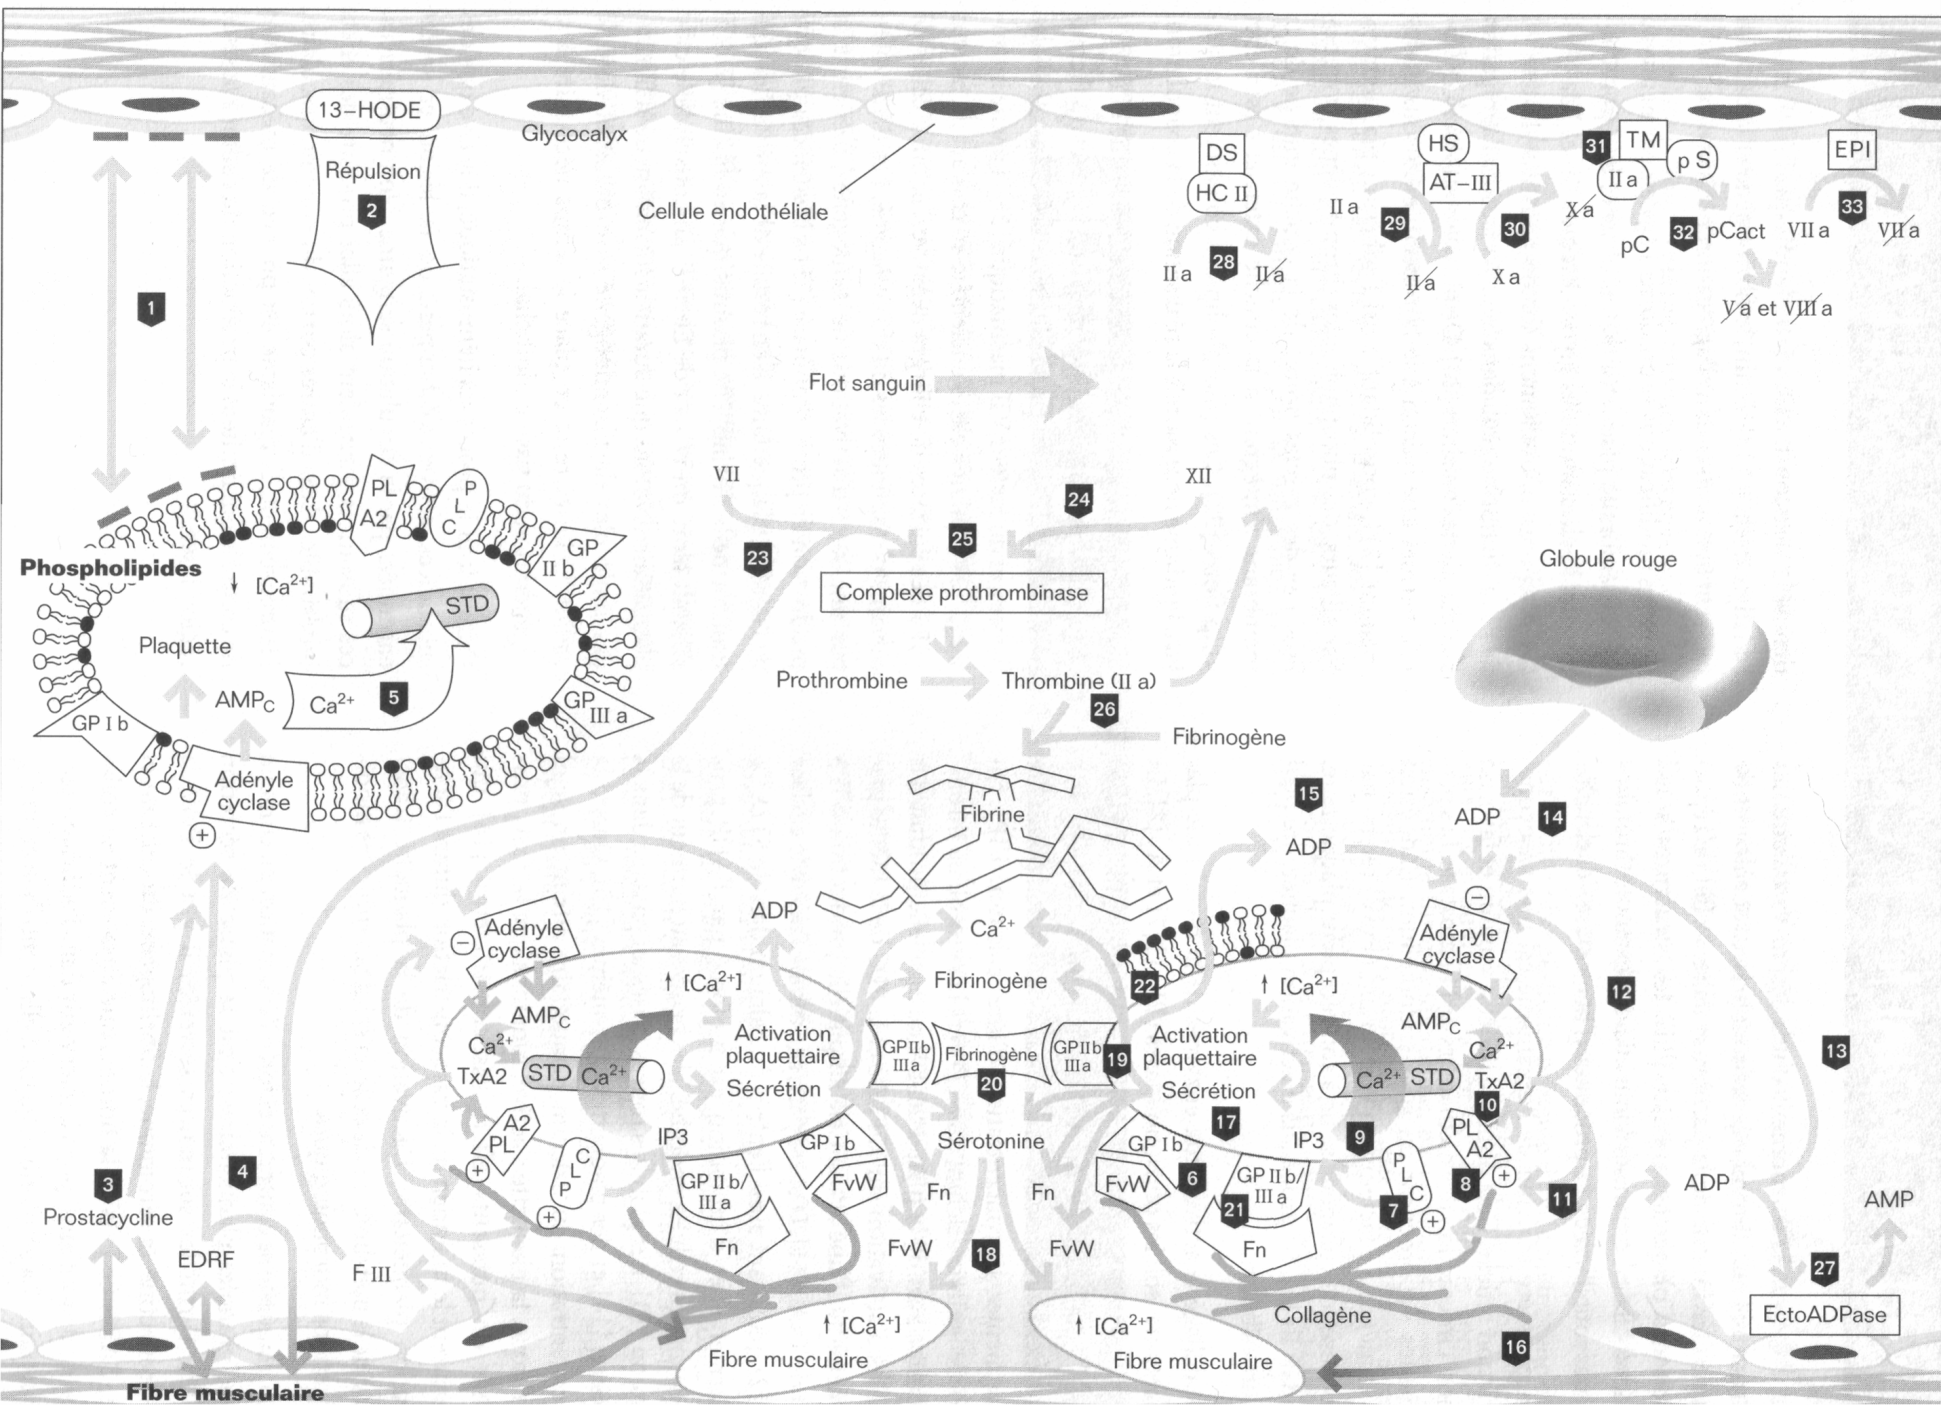 13–HODE
Glycocalyx
Répulsion
2
Cellule endothéliale
DS
HC II
II a
28
II a
HS
AT–III
II a
29
II a
30
X a
X a
31
TM
II a
p S
pC
32
pCact
V a et VIII a
EPI
33
VII a
VII a
1
Flot sanguin
VII
XII
24
23
25
Complexe prothrombinase
Prothrombine
Thrombine (II a)
26
Fibrinogène
Fibrine
Globule rouge
PL
A2
P
L
C
GP
II b
Phospholipides
↓ [Ca2+]
STD
Plaquette
AMPC
Ca2+
5
GP I b
GP
III a
Adényle
cyclase
+
15
ADP
ADP
14
−
ADP
Adényle
cyclase
−
Ca2+
Fibrinogène
Adényle
cyclase
↑ [Ca2+]
AMPC
Ca2+
TxA2
STD
Ca2+
Activation
plaquettaire
Sécrétion
GPIIb
IIIa
Fibrinogène
20
GPIIb
IIIa
19
22
↑ [Ca2+]
Activation
plaquettaire
Sécrétion
17
AMPC
Ca2+
TxA2
Ca2+
STD
10
12
13
A2
PL
+
C
L
P
+
IP3
GP II b/
III a
Fn
GP I b
FvW
Sérotonine
Fn
Fn
FvW
FvW
18
GP I b
FvW
6
IP3
9
GP II b/
III a
21
Fn
P
L
C
7
+
PL
A2
8
+
11
3
4
Prostacycline
EDRF
F III
ADP
AMP
27
EctoADPase
Collagène
16
↑ [Ca2+]
Fibre musculaire
↑ [Ca2+]
Fibre musculaire
Fibre musculaire